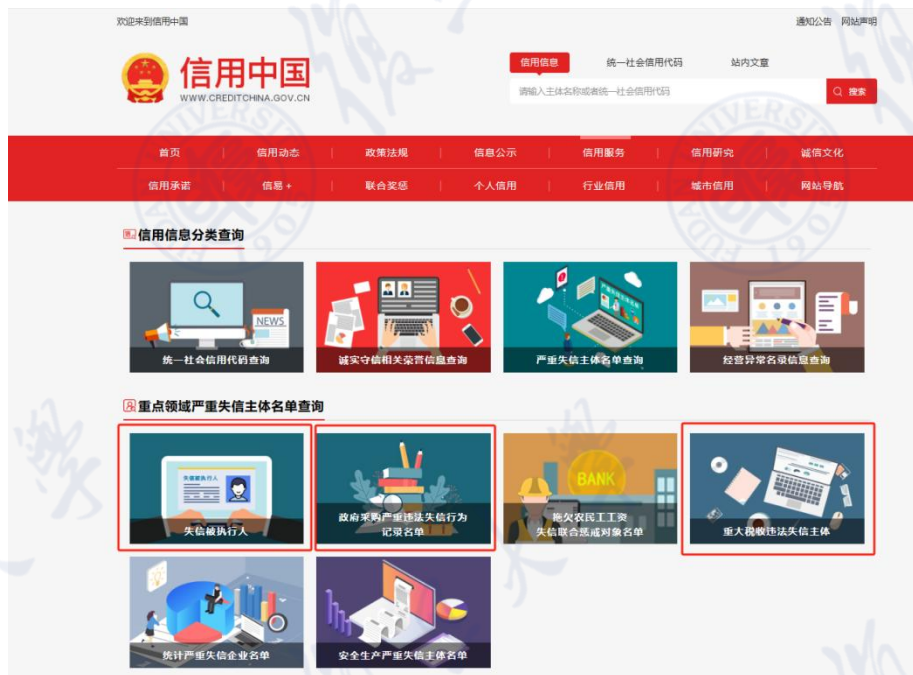 欢迎来到信用中国
通知公告 网站声明
信用中国
WWW.CREDITCHINA.GOV.CN
信用信息 统一社会信用代码 站内文章
请输入主体名称或者统一社会信用代码 搜索
首页 信用动态 政策法规 信息公示 信用服务 信用研究 诚信文化
信用承诺 信易+ 联合奖惩 个人信用 行业信用 城市信用 网站导航
信用信息分类查询
NEWS
统一社会信用代码查询 诚实守信相关荣誉信息查询 严重失信主体名单查询 经营异常名录信息查询
重点领域严重失信主体名单查询
失信被执行人
BANK
失信被执行人
政府采购严重违法失信行为
记录名单
拖欠农民工工资
失信联合惩戒对象名单
重大税收违法失信主体
统计严重失信企业名单 安全生产严重失信主体名单